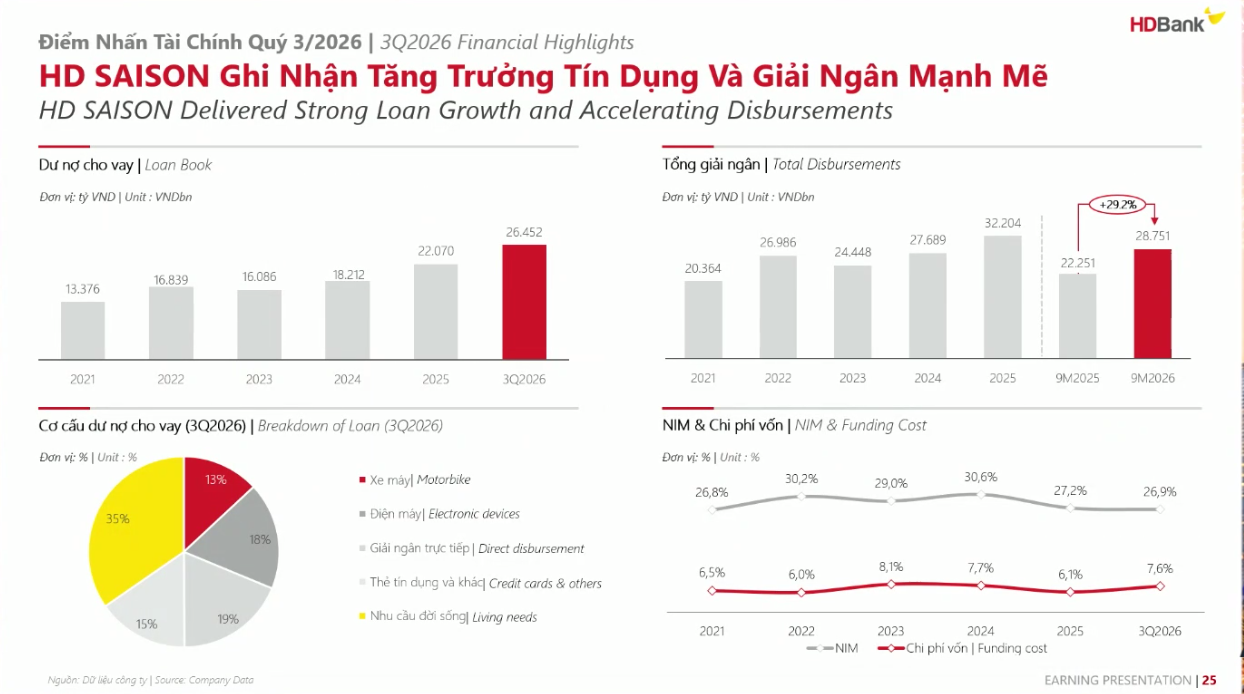 HDBank
Điểm Nhấn Tài Chính Quý 3/2026 | 3Q2026 Financial Highlights
HD SAISON Ghi Nhận Tăng Trưởng Tín Dụng Và Giải Ngân Mạnh Mẽ
HD SAISON Delivered Strong Loan Growth and Accelerating Disbursements
Dư nợ cho vay | Loan Book
Đơn vị: tỷ VND | Unit : VNDbn
13.376
16.839
16.086
18.212
22.070
26.452
2021
2022
2023
2024
2025
3Q2026
Tổng giải ngân | Total Disbursements
Đơn vị: tỷ VND | Unit : VNDbn
+29.2%
20.364
26.986
24.448
27.689
32.204
22.251
28.751
2021
2022
2023
2024
2025
9M2025
9M2026
Cơ cấu dư nợ cho vay (3Q2026) | Breakdown of Loan (3Q2026)
Đơn vị: % | Unit : %
13%
18%
19%
15%
35%
Xe máy| Motorbike
Điện máy| Electronic devices
Giải ngân trực tiếp | Direct disbursement
Thẻ tín dụng và khác| Credit cards & others
Nhu cầu đời sống| Living needs
NIM & Chi phí vốn | NIM & Funding Cost
Đơn vị: % | Unit : %
26,8%
30,2%
29,0%
30,6%
27,2%
26,9%
6,5%
6,0%
8,1%
7,7%
6,1%
7,6%
2021
2022
2023
2024
2025
3Q2026
NIM
Chi phí vốn | Funding cost
Nguồn: Dữ liệu công ty | Source: Company Data
EARNING PRESENTATION | 25